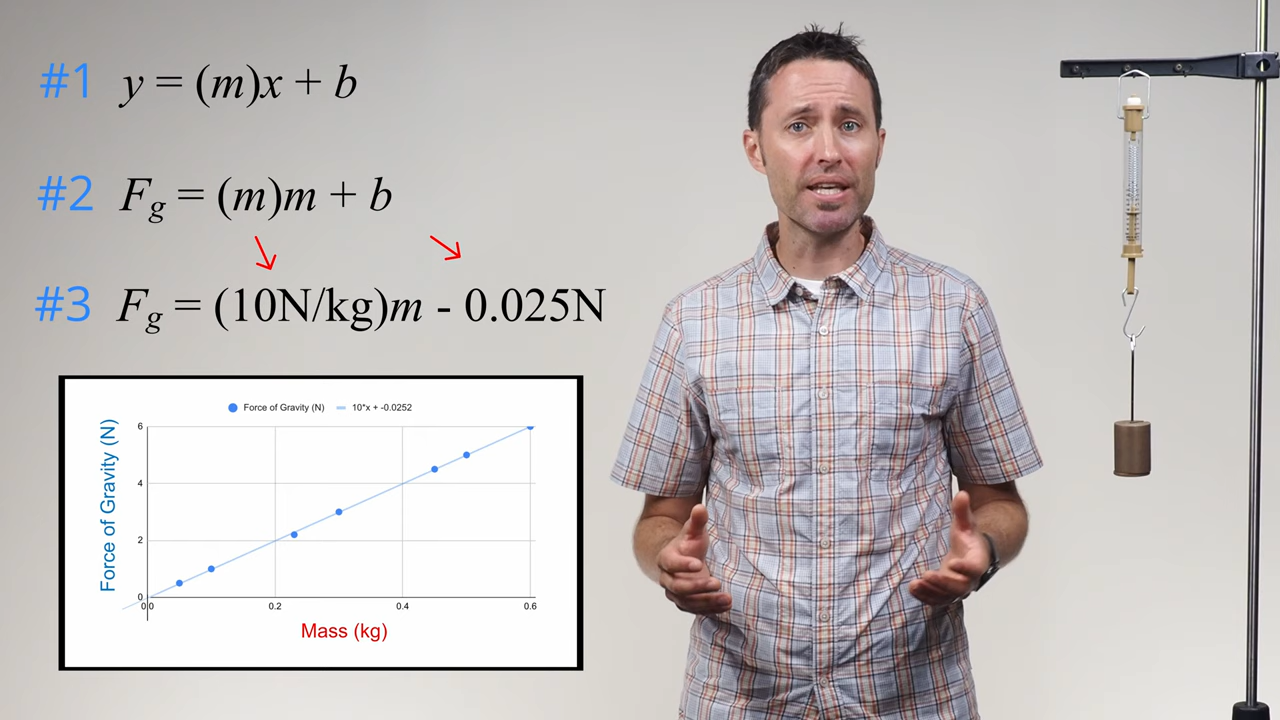 #1 y = (m)x + b
#2 Fg = (m)m + b
#3 Fg = (10N/kg)m - 0.025N
Force of Gravity (N) 10*x + -0.0252
Force of Gravity (N)
6
4
2
0
0.0 0.2 0.4 0.6
Mass (kg)